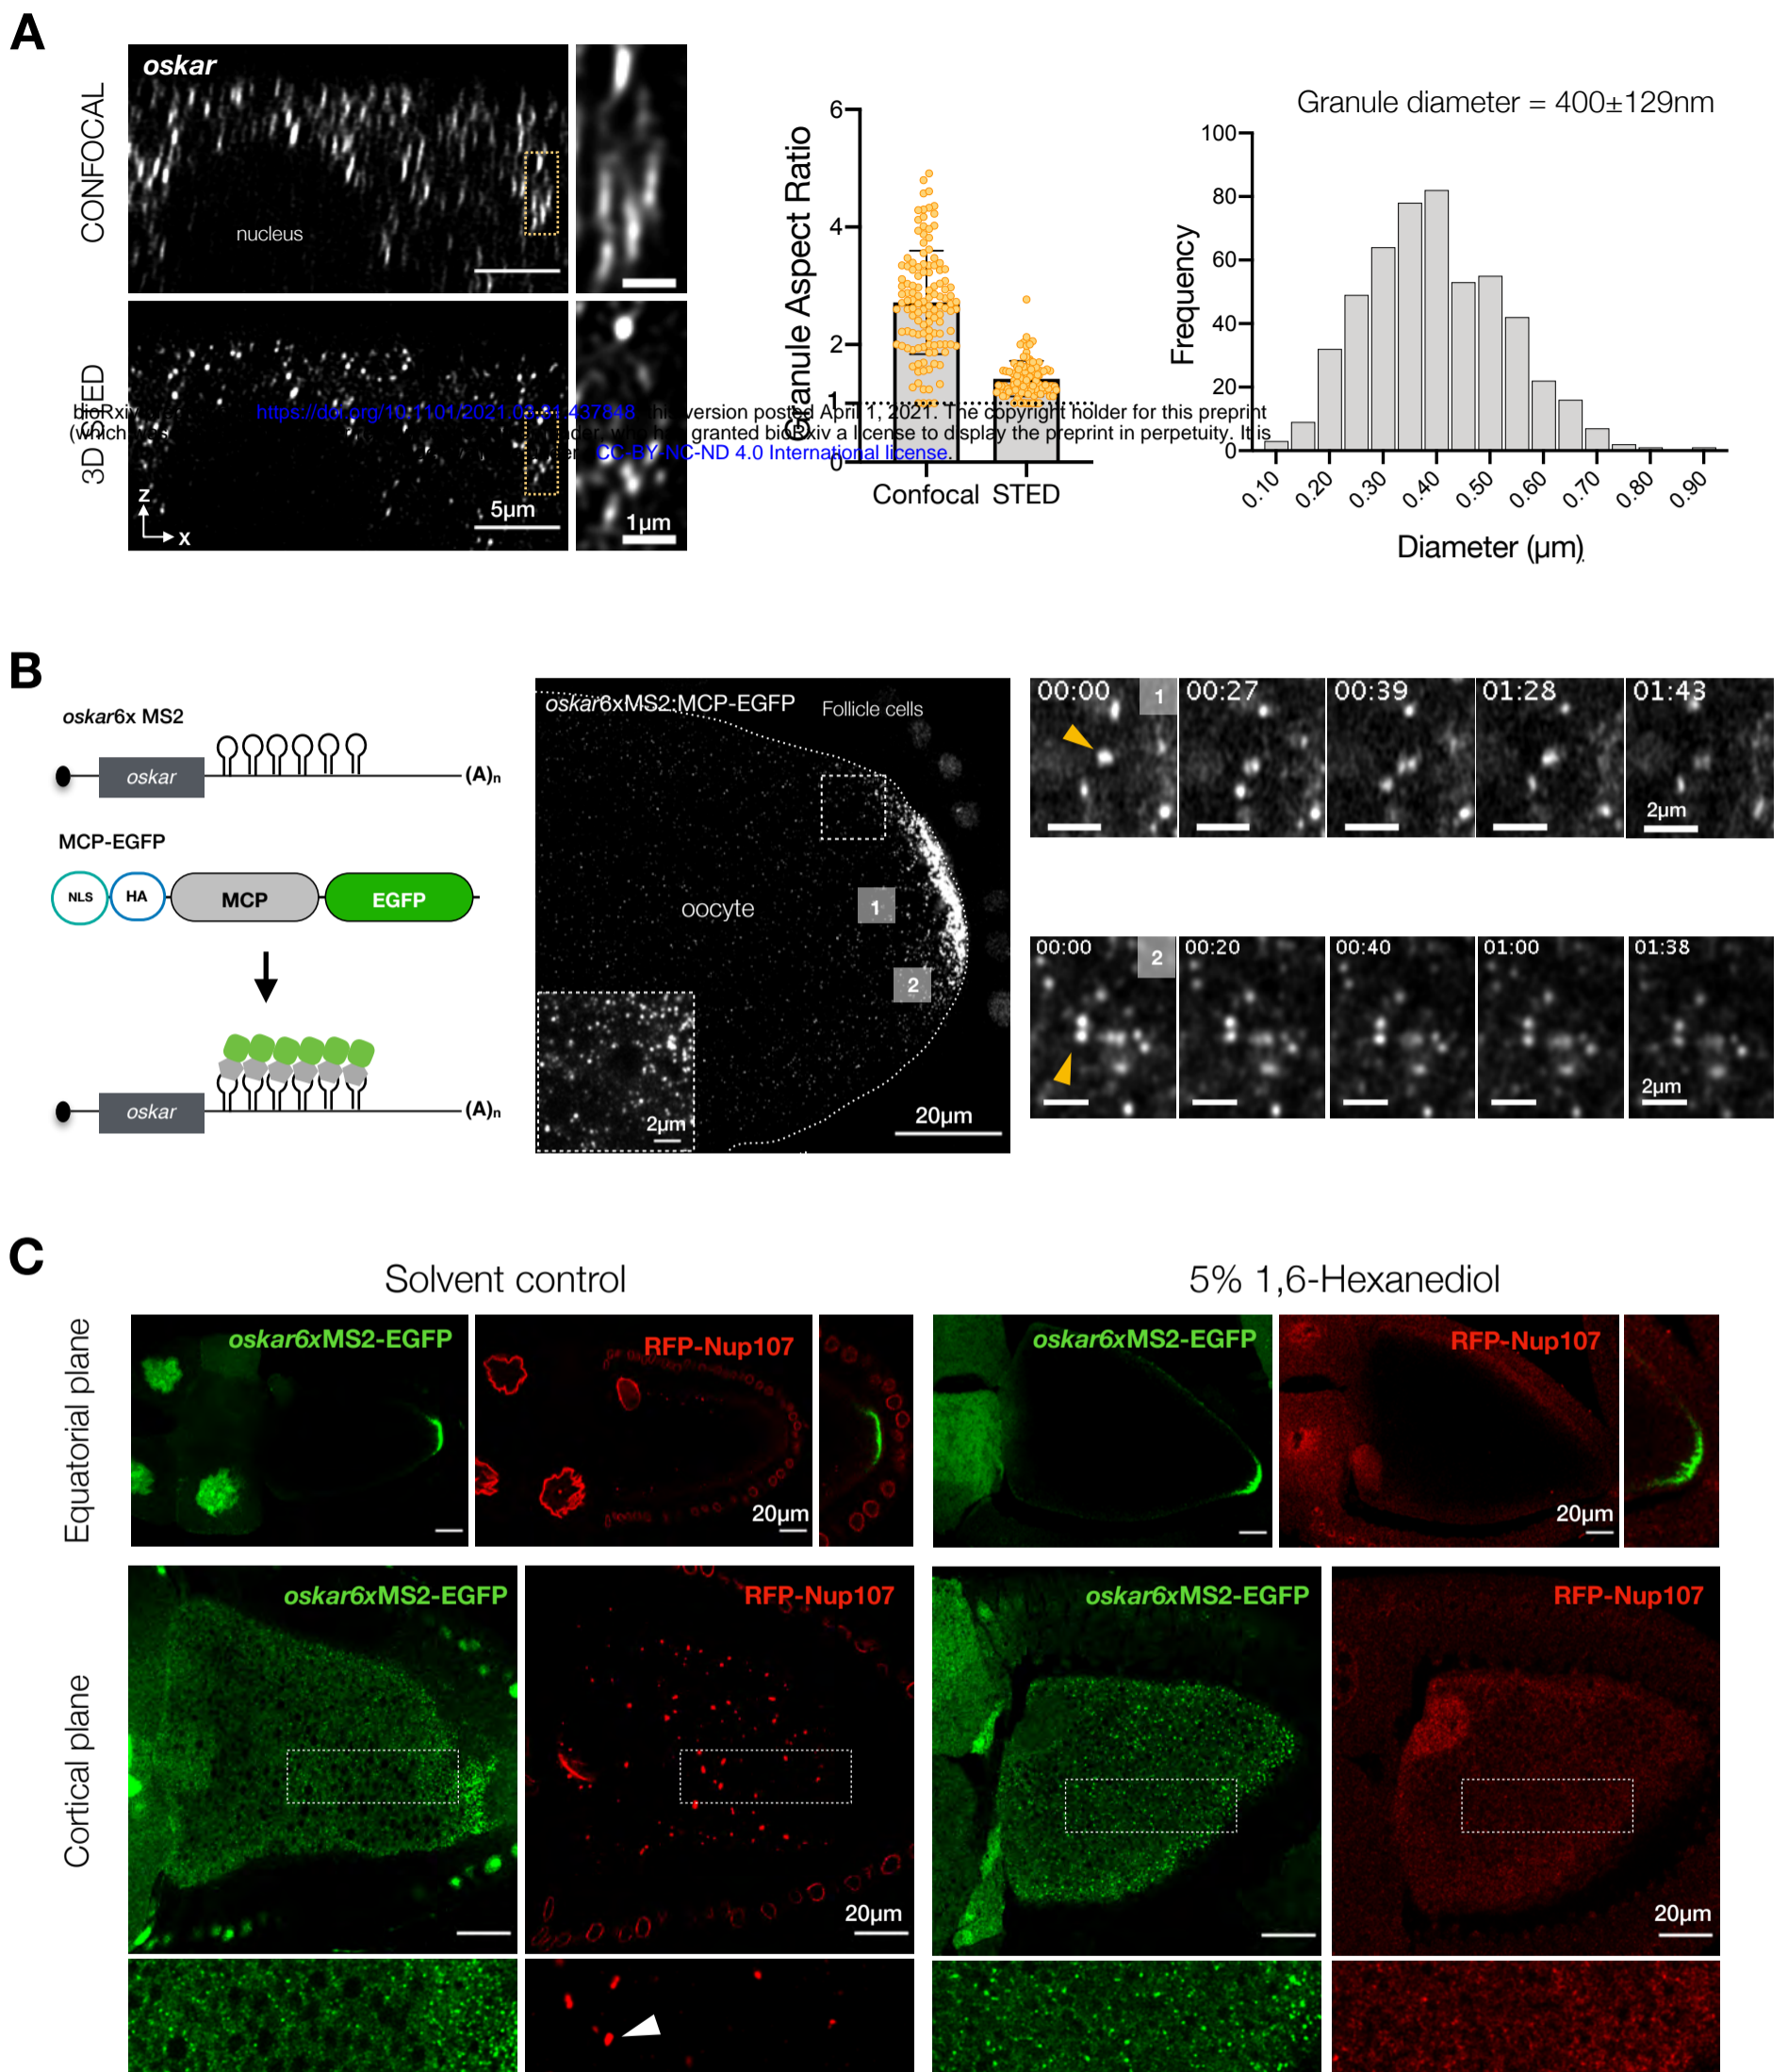 A
CONFOCAL
oskar
nucleus
3D STED
z
x
5µm
1µm
Granule Aspect Ratio
6
4
2
1
0
Confocal STED
Granule diameter = 400±129nm
Frequency
100
80
60
40
20
0
0.10 0.20 0.30 0.40 0.50 0.60 0.70 0.80 0.90
Diameter (µm)
bioRxiv https://doi.org/10.1101/2021.03.31.437848 this version posted April 1, 2021. The copyright holder for this preprint
(which was who has granted bioRxiv a license to display the preprint in perpetuity. It is
CC-BY-NC-ND 4.0 International license.
B
oskar6x MS2
oskar
(A)n
MCP-EGFP
NLS HA MCP EGFP
oskar
(A)n
oskar6xMS2:MCP-EGFP
Follicle cells
oocyte
1
2
2µm
20µm
00:00 1 00:27 00:39 01:28 01:43
2µm
00:00 2 00:20 00:40 01:00 01:38
2µm
C
Solvent control
5% 1,6-Hexanediol
Equatorial plane
oskar6xMS2-EGFP
RFP-Nup107
20µm
oskar6xMS2-EGFP
RFP-Nup107
20µm
Cortical plane
oskar6xMS2-EGFP
RFP-Nup107
20µm
oskar6xMS2-EGFP
RFP-Nup107
20µm